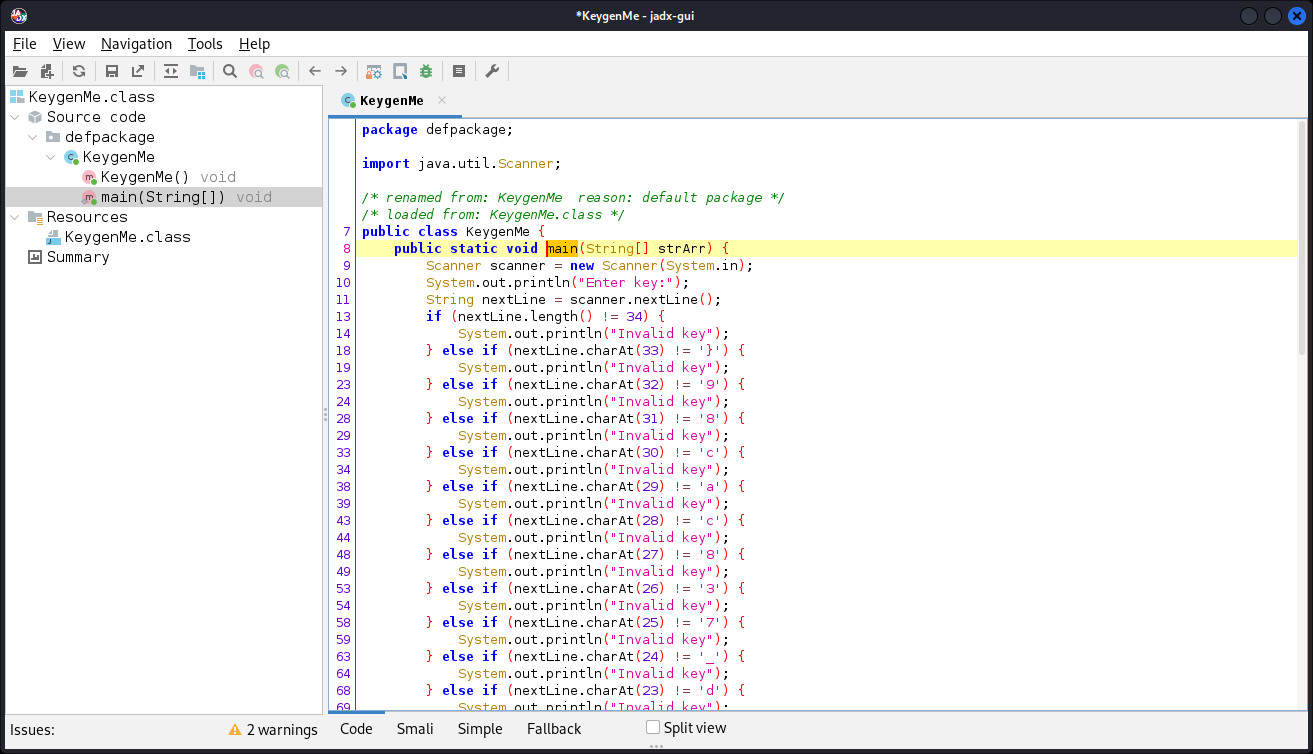 *KeygenMe - jadx-gui
File View Navigation Tools Help
KeygenMe.class
Source code
defpackage
KeygenMe
KeygenMe() void
main(String[]) void
Resources
KeygenMe.class
Summary
KeygenMe
package defpackage;
import java.util.Scanner;
/* renamed from: KeygenMe  reason: default package */
/* loaded from: KeygenMe.class */
7 public class KeygenMe {
8     public static void main(String[] strArr) {
9         Scanner scanner = new Scanner(System.in);
10         System.out.println("Enter key:");
11         String nextLine = scanner.nextLine();
13         if (nextLine.length() != 34) {
14             System.out.println("Invalid key");
18         } else if (nextLine.charAt(33) != '}') {
19             System.out.println("Invalid key");
23         } else if (nextLine.charAt(32) != '9') {
24             System.out.println("Invalid key");
28         } else if (nextLine.charAt(31) != '8') {
29             System.out.println("Invalid key");
33         } else if (nextLine.charAt(30) != 'c') {
34             System.out.println("Invalid key");
38         } else if (nextLine.charAt(29) != 'a') {
39             System.out.println("Invalid key");
43         } else if (nextLine.charAt(28) != 'c') {
44             System.out.println("Invalid key");
48         } else if (nextLine.charAt(27) != '8') {
49             System.out.println("Invalid key");
53         } else if (nextLine.charAt(26) != '3') {
54             System.out.println("Invalid key");
58         } else if (nextLine.charAt(25) != '7') {
59             System.out.println("Invalid key");
63         } else if (nextLine.charAt(24) != '_') {
64             System.out.println("Invalid key");
68         } else if (nextLine.charAt(23) != 'd') {
69             System.out.println("Invalid key");
Issues: 2 warnings
Code Smali Simple Fallback Split view